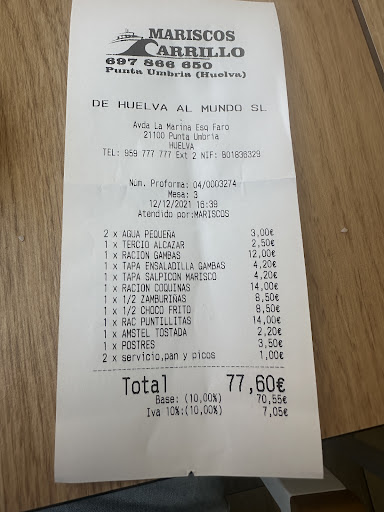 MARISCOS
CARRILLO
697 866 650
Punta Umbria (Huelva)
DE HUELVA AL MUNDO SL
Avda La Marina Esq Faro
21100 Punta Umbria
HUELVA
TEL: 959 777 777 Ext 2 NIF: B01636329
Núm. Proforma: 04/0003274
Mesa: 3
12/12/2021 16:39
Atendido por:MARISCOS
2 x AGUA PEQUEÑA 3,00€
1 x TERCIO ALCAZAR 2,50€
1 x RACION GAMBAS 12,00€
1 x TAPA ENSALADILLA GAMBAS 4,20€
1 x TAPA SALPICON MARISCO 4,20€
1 x RACION COQUINAS 14,00€
1 x 1/2 ZAMBURIÑAS 8,50€
1 x 1/2 CHOCO FRITO 8,50€
1 x RAC PUNTILLITAS 14,00€
1 x AMSTEL TOSTADA 2,20€
1 x POSTRES 3,50€
2 x servicio,pan y picos 1,00€
Total 77,60€
Base: (10,00%) 70,55€
Iva 10%:(10,00%) 7,05€